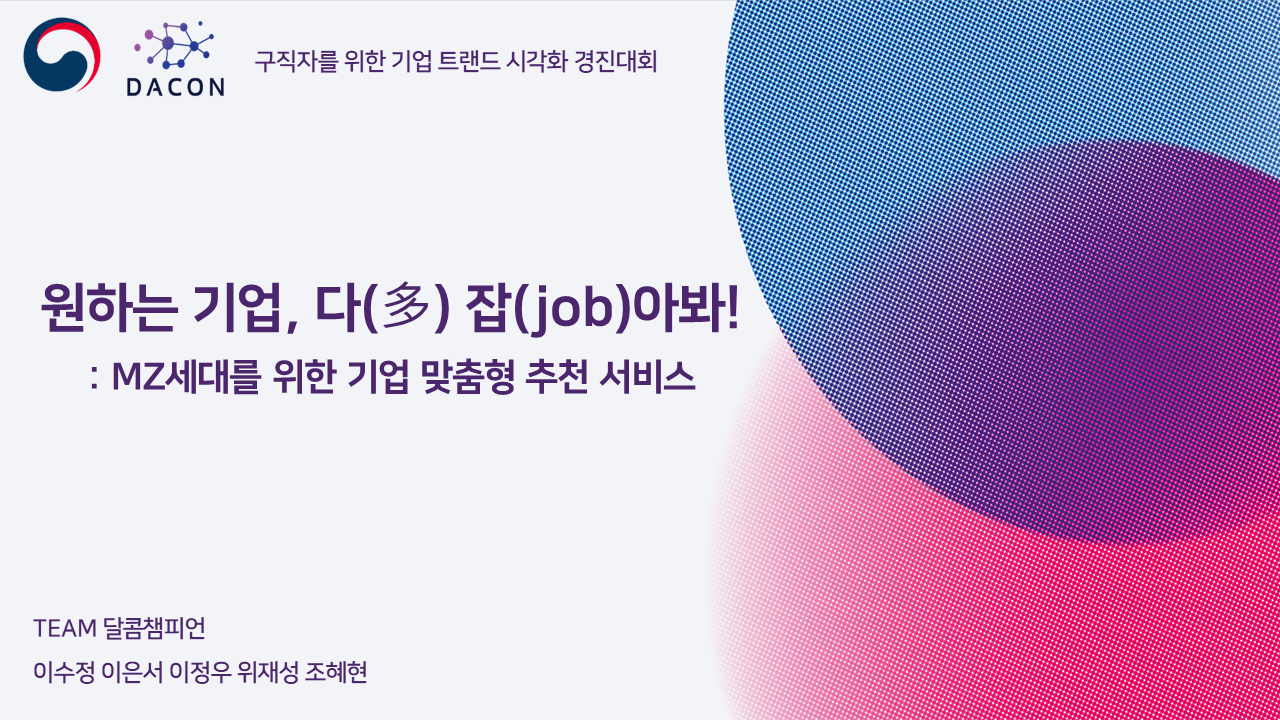 DACON
구직자를 위한 기업 트랜드 시각화 경진대회
원하는 기업, 다(多) 잡(job)아봐!
: MZ세대를 위한 기업 맞춤형 추천 서비스
TEAM 달콤챔피언
이수정 이은서 이정우 위재성 조혜현